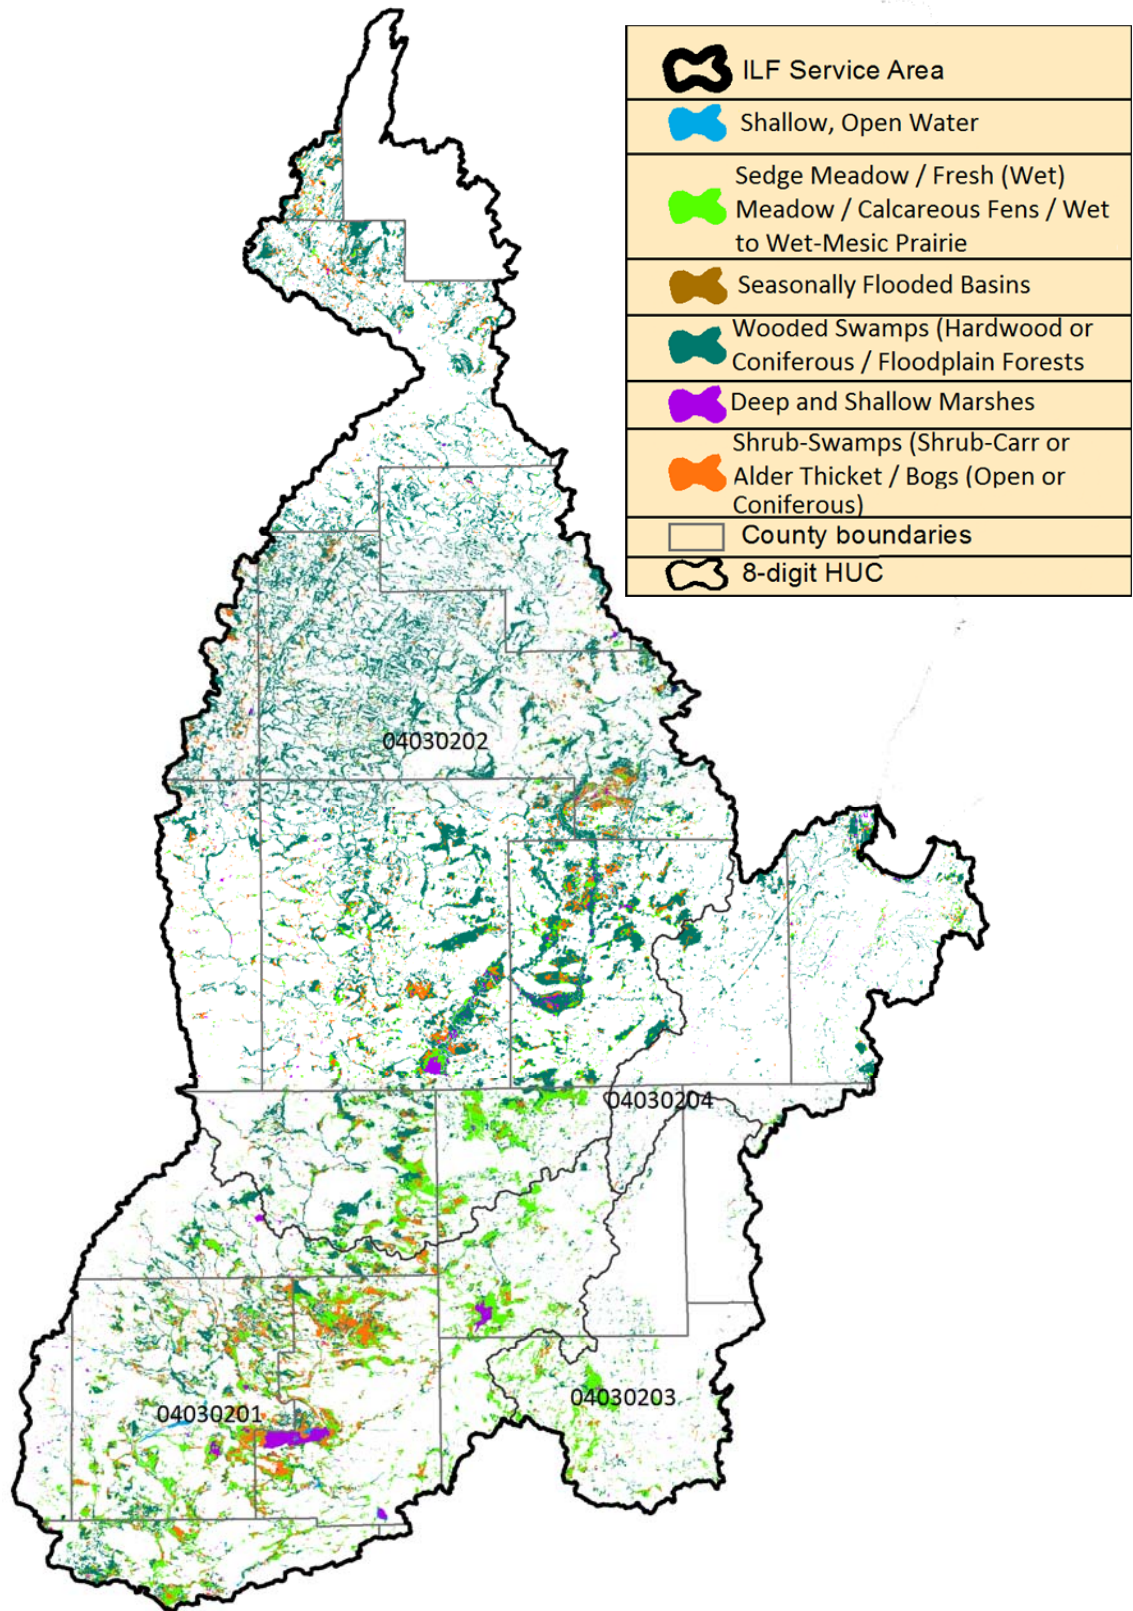 ILF Service Area
Shallow, Open Water
Sedge Meadow / Fresh (Wet)
Meadow / Calcareous Fens / Wet
to Wet-Mesic Prairie
Seasonally Flooded Basins
Wooded Swamps (Hardwood or
Coniferous / Floodplain Forests
Deep and Shallow Marshes
Shrub-Swamps (Shrub-Carr or
Alder Thicket / Bogs (Open or
Coniferous)
County boundaries
8-digit HUC
04030202
04030204
04030203
04030201